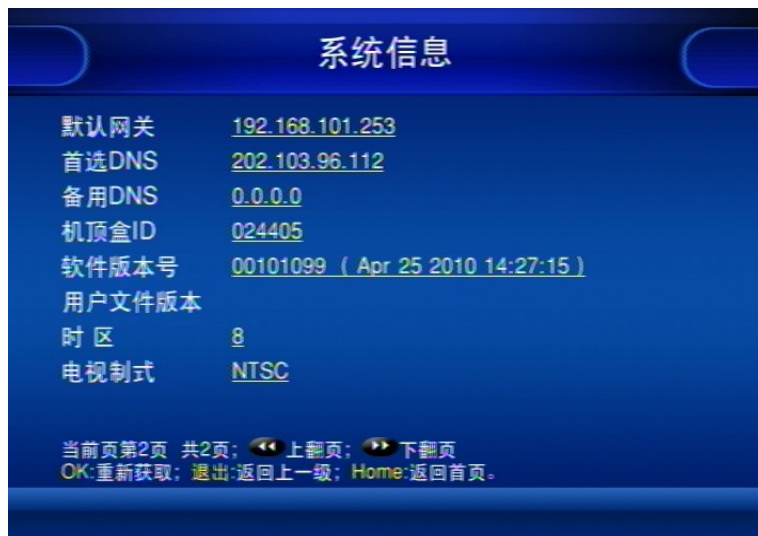 系统信息
默认网关 192.168.101.253
首选DNS 202.103.96.112
备用DNS 0.0.0.0
机顶盒ID 024405
软件版本号 00101099 ( Apr 25 2010 14:27:15 )
用户文件版本
时 区 8
电视制式 NTSC
当前页第2页 共2页; 上翻页; 下翻页
OK:重新获取; 退出:返回上一级; Home:返回首页。